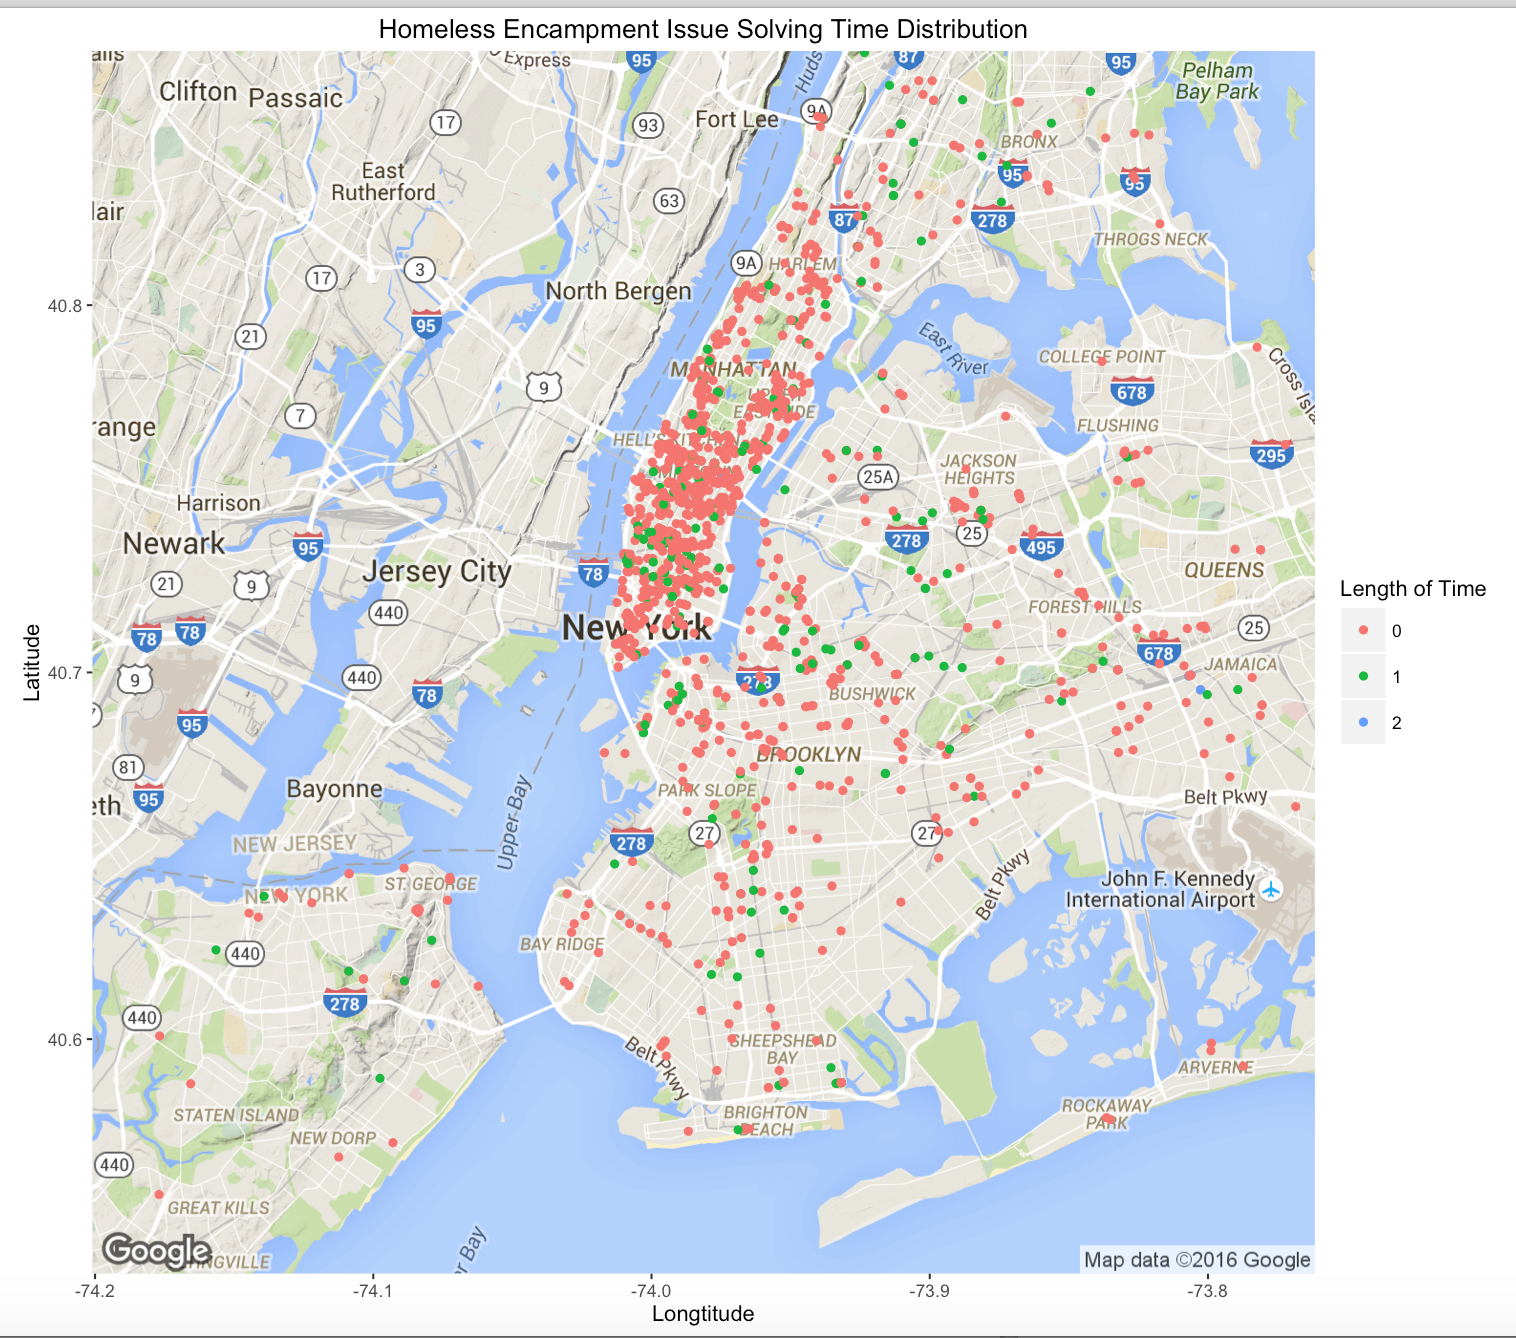 Homeless Encampment Issue Solving Time Distribution
Express
95
87
95
Huds
Pelham
Bay Park
Clifton
Passaic
17
93
Fort Lee
9A
BRONX
East
Rutherford
63
95
95
lair
87
278
THROGS NECK
17
3
9A
HARLEM
North Bergen
40.8
21
95
East River
COLLEGE POINT
Cross Isla
9
MANHATTAN
678
7
UPPER
EAST SIDE
range
HELL'S KITCHEN
FLUSHING
295
JACKSON
HEIGHTS
25A
MIDTOWN
Harrison
Newark
95
278
25
495
78
Jersey City
QUEENS
21
9
440
FOREST HILLS
New York
25
78
78
678
JAMAICA
Latitude
40.7
9
440
78
278
BUSHWICK
95
BROOKLYN
81
Bayonne
PARK SLOPE
Belt Pkwy
eth
95
Upper Bay
NEW JERSEY
278
27
27
Belt Pkwy
John F. Kennedy
International Airport
NEW YORK
ST. GEORGE
440
BAY RIDGE
278
440
40.6
Belt Pkwy
SHEEPSHEAD
BAY
ARVERNE
STATEN ISLAND
BRIGHTON
BEACH
ROCKAWAY
PARK
NEW DORP
440
GREAT KILLS
Google
INGVILLE
er Bay
Map data ©2016 Google
-74.2
-74.1
-74.0
-73.9
-73.8
Longtitude
Length of Time
0
1
2